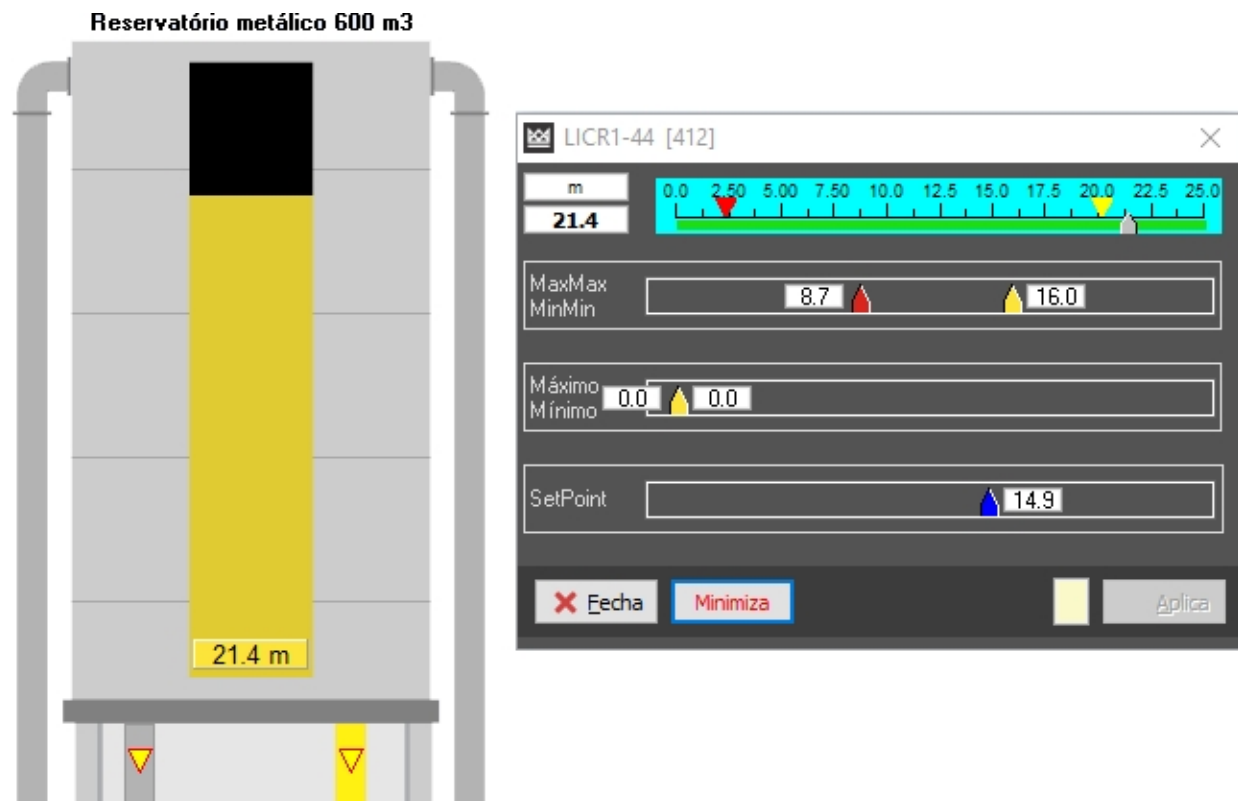 Reservatório metálico 600 m3
21.4 m
LICR1-44 [412]
m
21.4
0.0 2.50 5.00 7.50 10.0 12.5 15.0 17.5 20.0 22.5 25.0
MaxMax
MinMin
8.7 16.0
Máximo
Mínimo
0.0 0.0
SetPoint
14.9
Fecha Minimiza Aplica